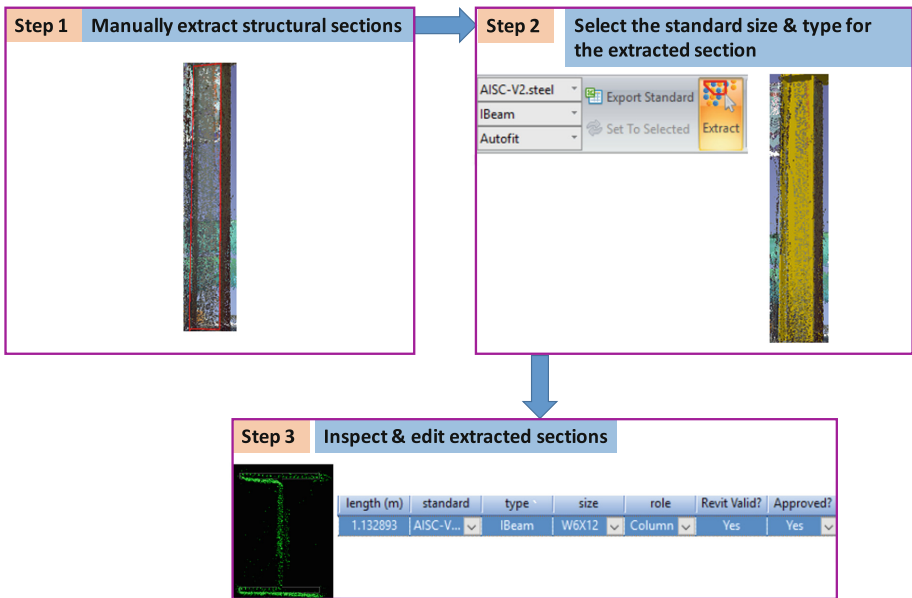 Step 1 Manually extract structural sections
Step 2 Select the standard size & type for
the extracted section
AISC-V2.steel
IBeam
Autofit
Export Standard
Set To Selected
Extract
Step 3 Inspect & edit extracted sections
length (m) standard type size role Revit Valid? Approved?
1.132893 AISC-V... IBeam W6X12 Column Yes Yes